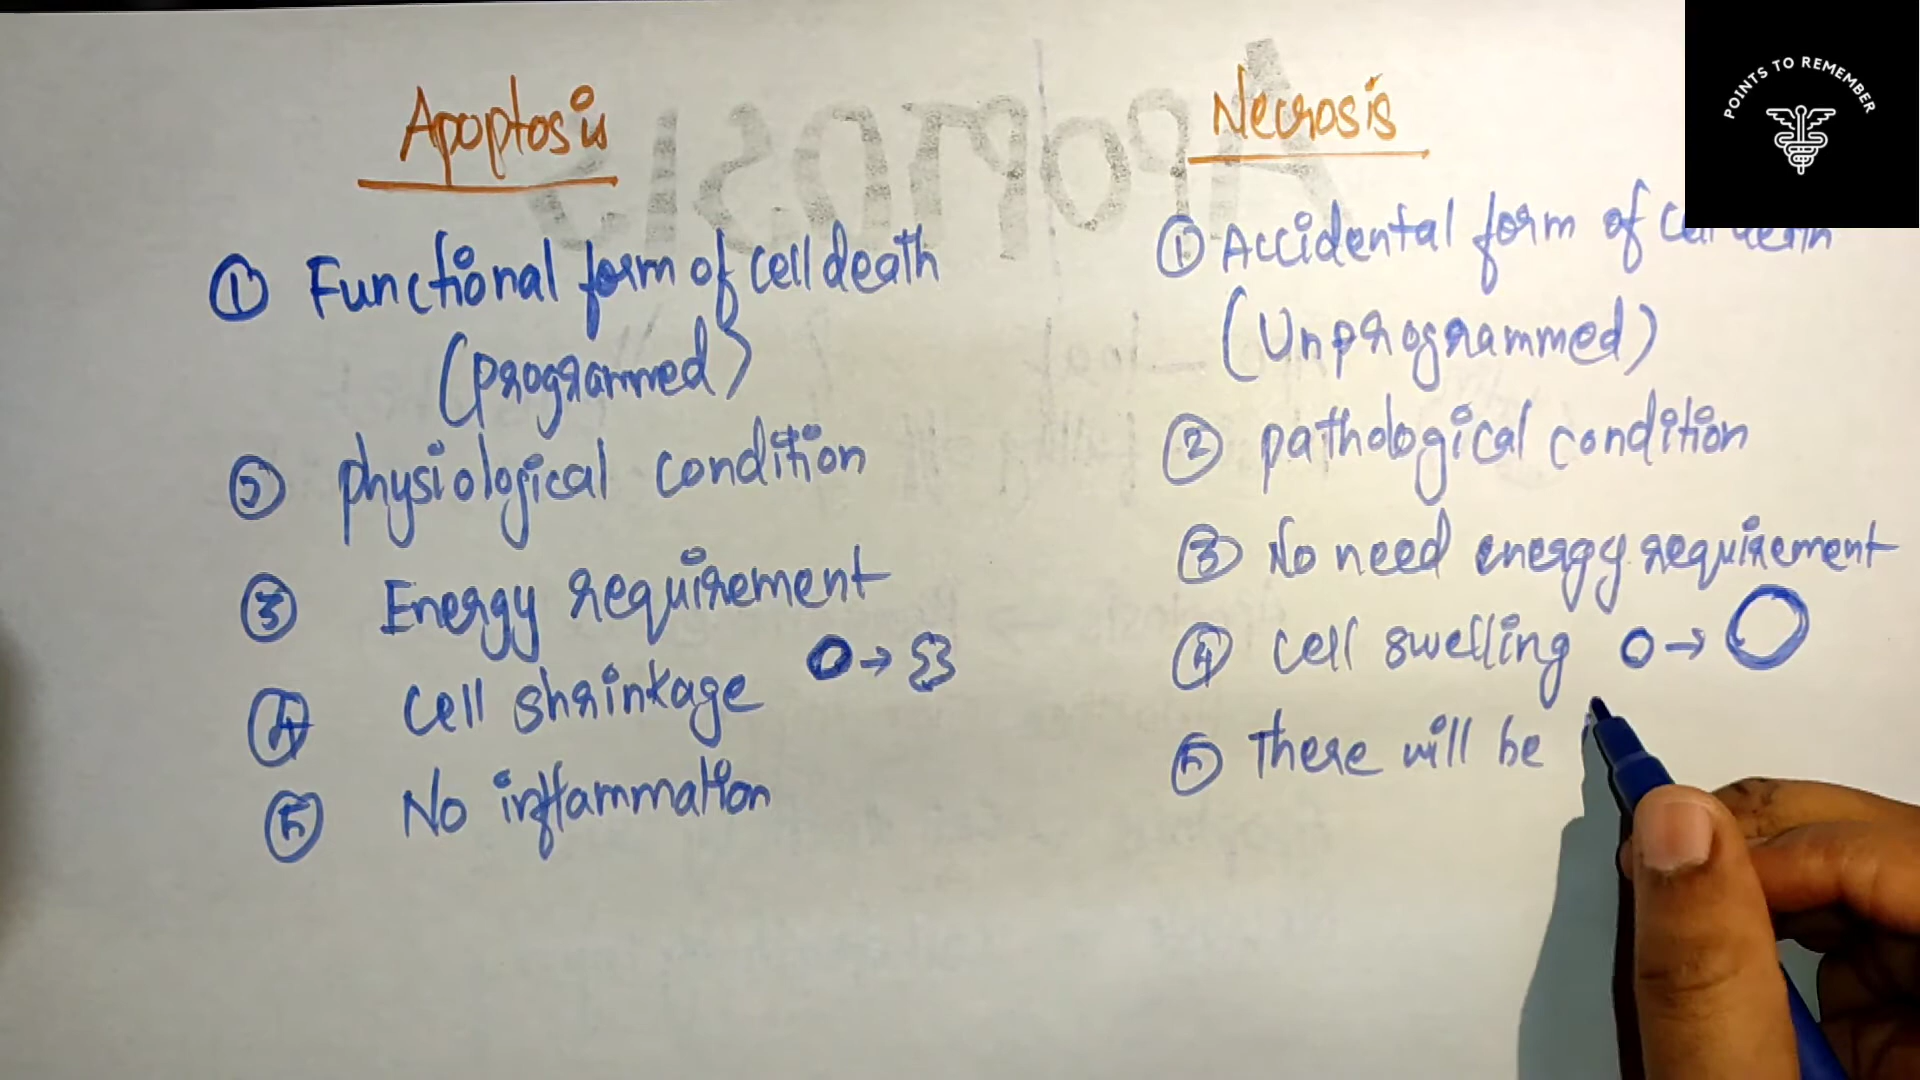 POINTS TO REMEMBER
Apoptosis
① Functional form of cell death
(programmed)
② physiological condition
③ Energy requirement
④ cell shrinkage
⑤ No inflammation
Necrosis
① Accidental form of cell death
(Unprogrammed)
② pathological condition
③ No need energy requirement
④ cell swelling
⑤ There will be